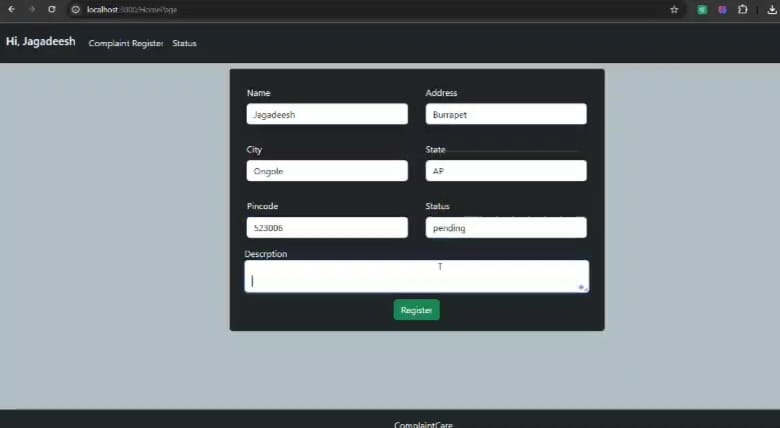 localhost:3000/HomePage
Hi, Jagadeesh Complaint Register Status
Name Address
Jagadeesh Burrapet
City State
Ongole AP
Pincode Status
523006 pending
Descrption
Register
ComplaintCare